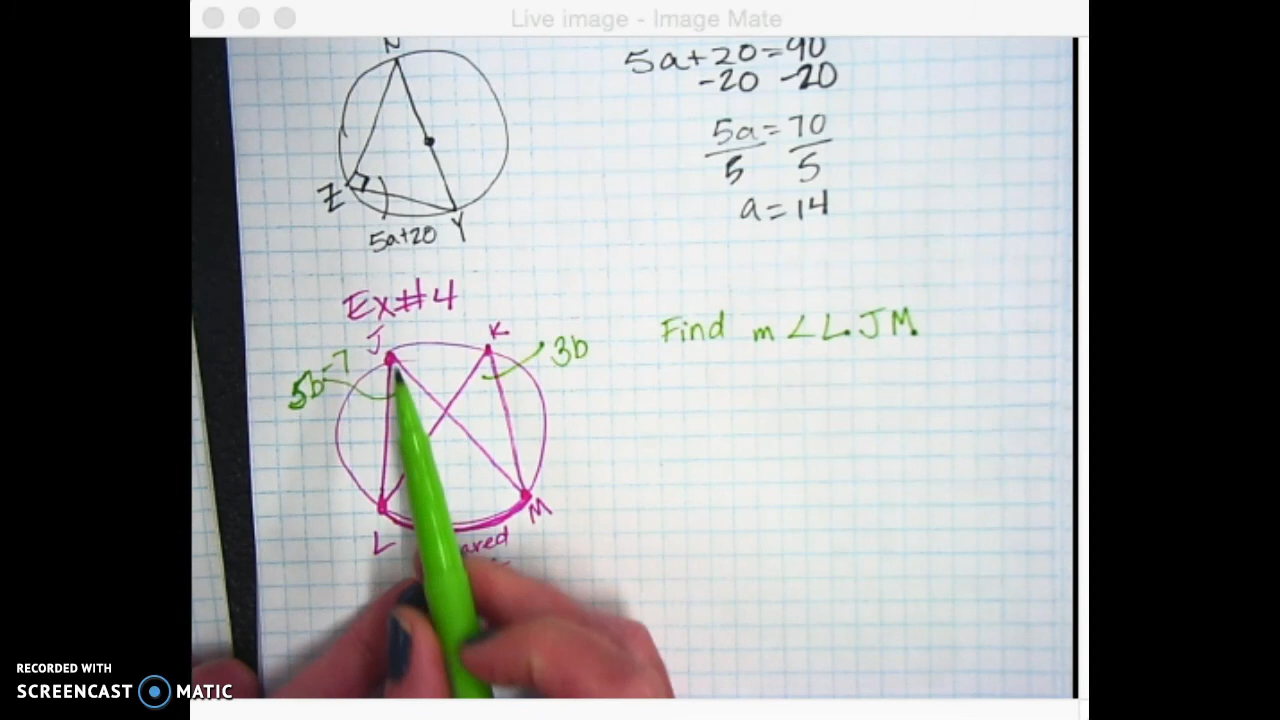 Live image - Image Mate
N
5a+20=90
-20 -20
5a=70
5 5
a=14
Z
Y
5a+20
Ex#4
J
K
5b-7
3b
Find m∠LJM.
L
M
RECORDED WITH
SCREENCAST MATIC